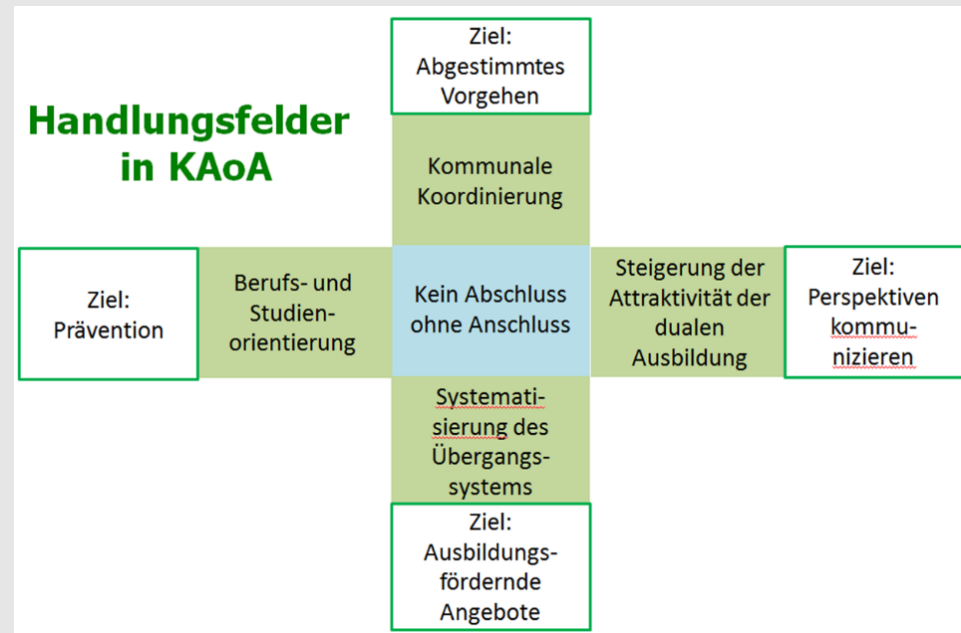 Handlungsfelder
in KAoA
Ziel:
Abgestimmtes
Vorgehen
Kommunale
Koordinierung
Ziel:
Prävention
Berufs- und
Studien-
orientierung
Kein Abschluss
ohne Anschluss
Steigerung der
Attraktivität der
dualen
Ausbildung
Ziel:
Perspektiven
kommu-
nizieren
Systemati-
sierung des
Übergangs-
systems
Ziel:
Ausbildungs-
fördernde
Angebote